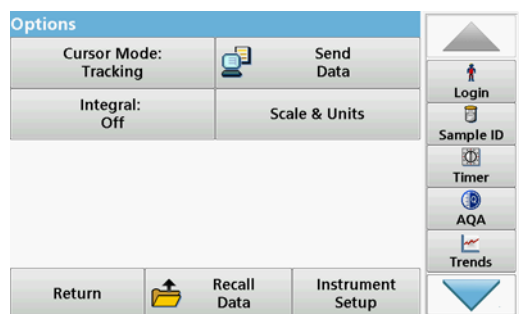 Options
Cursor Mode:
Tracking
Send
Data
Integral:
Off
Scale & Units
Return
Recall
Data
Instrument
Setup
Login
Sample ID
Timer
AQA
Trends